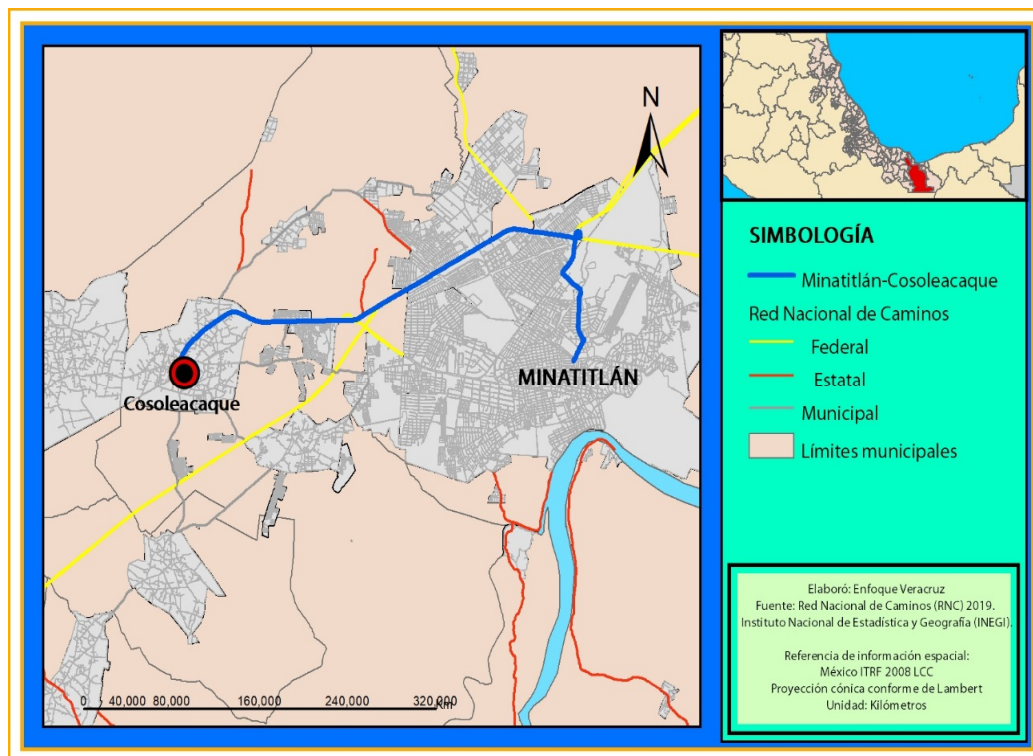 N
MINATITLÁN
Cosoleacaque
0 40,000 80,000 160,000 240,000 320,000
Km
SIMBOLOGÍA
Minatitlán-Cosoleacaque
Red Nacional de Caminos
Federal
Estatal
Municipal
Límites municipales
Elaboró: Enfoque Veracruz
Fuente: Red Nacional de Caminos (RNC) 2019.
Instituto Nacional de Estadística y Geografía (INEGI).
Referencia de información espacial:
México ITRF 2008 LCC
Proyección cónica conforme de Lambert
Unidad: Kilómetros